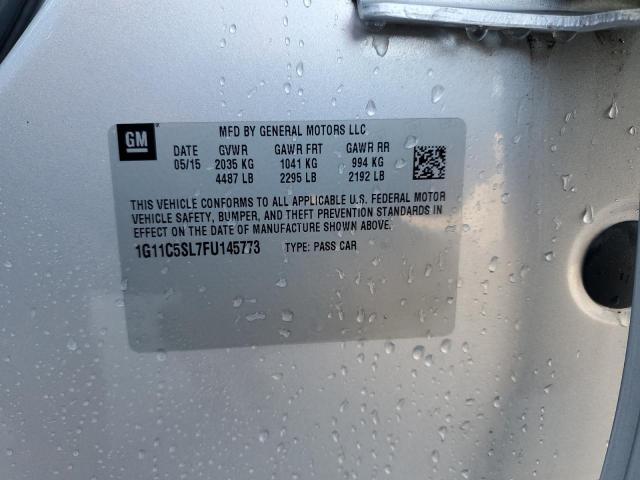 GM
MFD BY GENERAL MOTORS LLC
DATE GVWR GAWR FRT GAWR RR
05/15 2035 KG 1041 KG 994 KG
4487 LB 2295 LB 2192 LB
THIS VEHICLE CONFORMS TO ALL APPLICABLE U.S. FEDERAL MOTOR
VEHICLE SAFETY, BUMPER, AND THEFT PREVENTION STANDARDS IN
EFFECT ON THE DATE OF MANUFACTURE SHOWN ABOVE.
1G11C5SL7FU145773 TYPE: PASS CAR